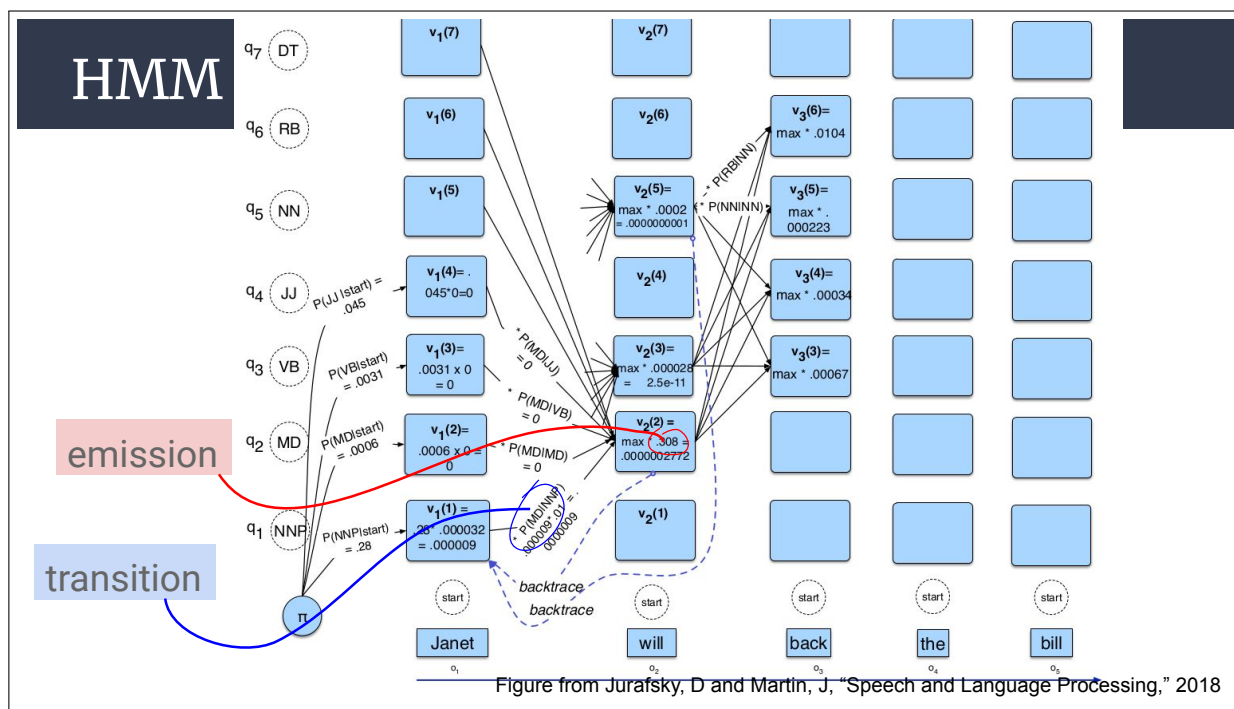 HMM
emission
transition
q7 DT
v1(7)
v2(7)
q6 RB
v1(6)
v2(6)
v3(6)=
max * .0104
q5 NN
v1(5)
v2(5)=
max * .0002
= .0000000001
* P(RB|NN)
* P(NN|NN)
v3(5)=
max * .
000223
q4 JJ
P(JJ |start) =
.045
v1(4)= .
045*0=0
* P(MD|JJ)
= 0
v2(4)
v3(4)=
max * .00034
q3 VB
P(VB|start)
= .0031
v1(3)=
.0031 x 0
= 0
* P(MD|VB)
= 0
v2(3)=
max * .000028
= 2.5e-11
v3(3)=
max * .00067
q2 MD
P(MD|start)
= .0006
v1(2)=
.0006 x 0 =
0
* P(MD|MD)
= 0
v2(2) =
max * .308 =
.0000002772
q1 NNP
P(NNP|start)
= .28
v1(1) =
.28* .000032
= .000009
* P(MD|NNP)
.000009*.01 = .
0000009
v2(1)
backtrace
backtrace
π
start
start
start
start
start
Janet
will
back
the
bill
o1
o2
o3
o4
o5
Figure from Jurafsky, D and Martin, J, “Speech and Language Processing,” 2018